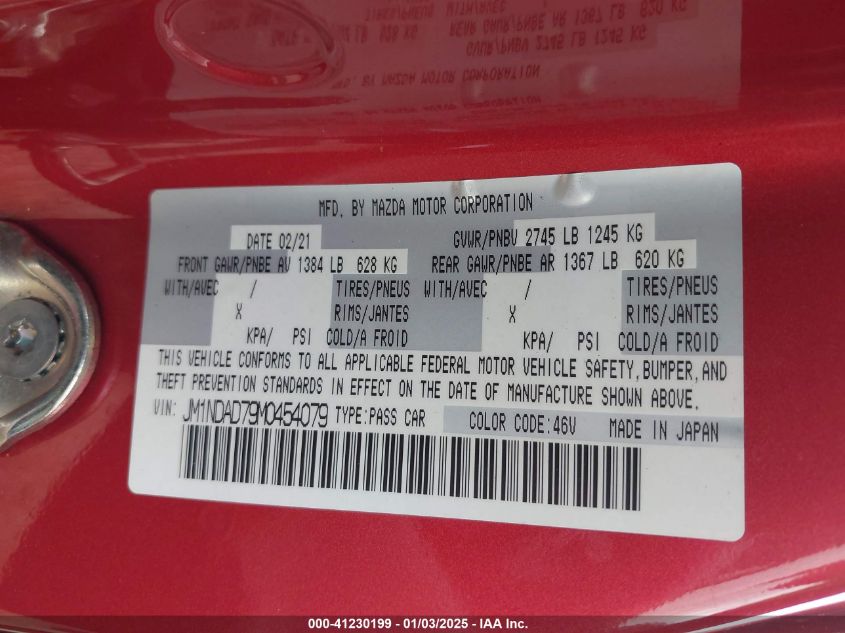 MFD. BY MAZDA MOTOR CORPORATION
DATE 02/21 GVWR/PNBV 2745 LB 1245 KG
FRONT GAWR/PNBE AV 1384 LB 628 KG REAR GAWR/PNBE AR 1367 LB 620 KG
WITH/AVEC / TIRES/PNEUS WITH/AVEC / TIRES/PNEUS
X RIMS/JANTES X RIMS/JANTES
KPA/ PSI COLD/A FROID KPA/ PSI COLD/A FROID
THIS VEHICLE CONFORMS TO ALL APPLICABLE FEDERAL MOTOR VEHICLE SAFETY, BUMPER, AND
THEFT PREVENTION STANDARDS IN EFFECT ON THE DATE OF MANUFACTURE SHOWN ABOVE.
VIN: JM1NDAD79M0454079 TYPE:PASS CAR COLOR CODE:46V MADE IN JAPAN
000-41230199 - 01/03/2025 - IAA Inc.